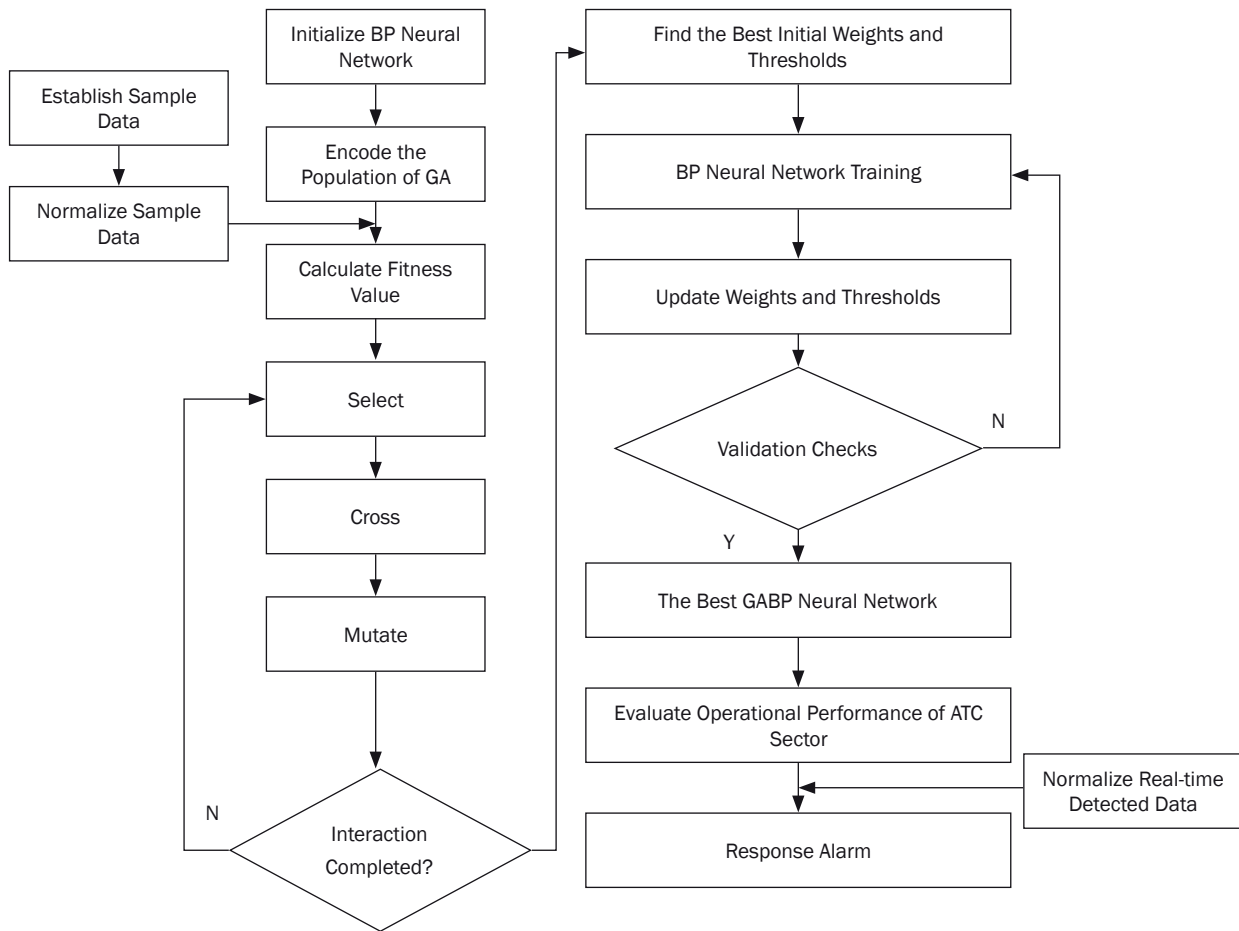 Initialize BP Neural
Network
Establish Sample
Data
Encode the
Population of GA
Normalize Sample
Data
Calculate Fitness
Value
Select
Cross
Mutate
N
Interaction
Completed?
Find the Best Initial Weights and
Thresholds
BP Neural Network Training
Update Weights and Thresholds
N
Validation Checks
Y
The Best GABP Neural Network
Evaluate Operational Performance of ATC
Sector
Normalize Real-time
Detected Data
Response Alarm